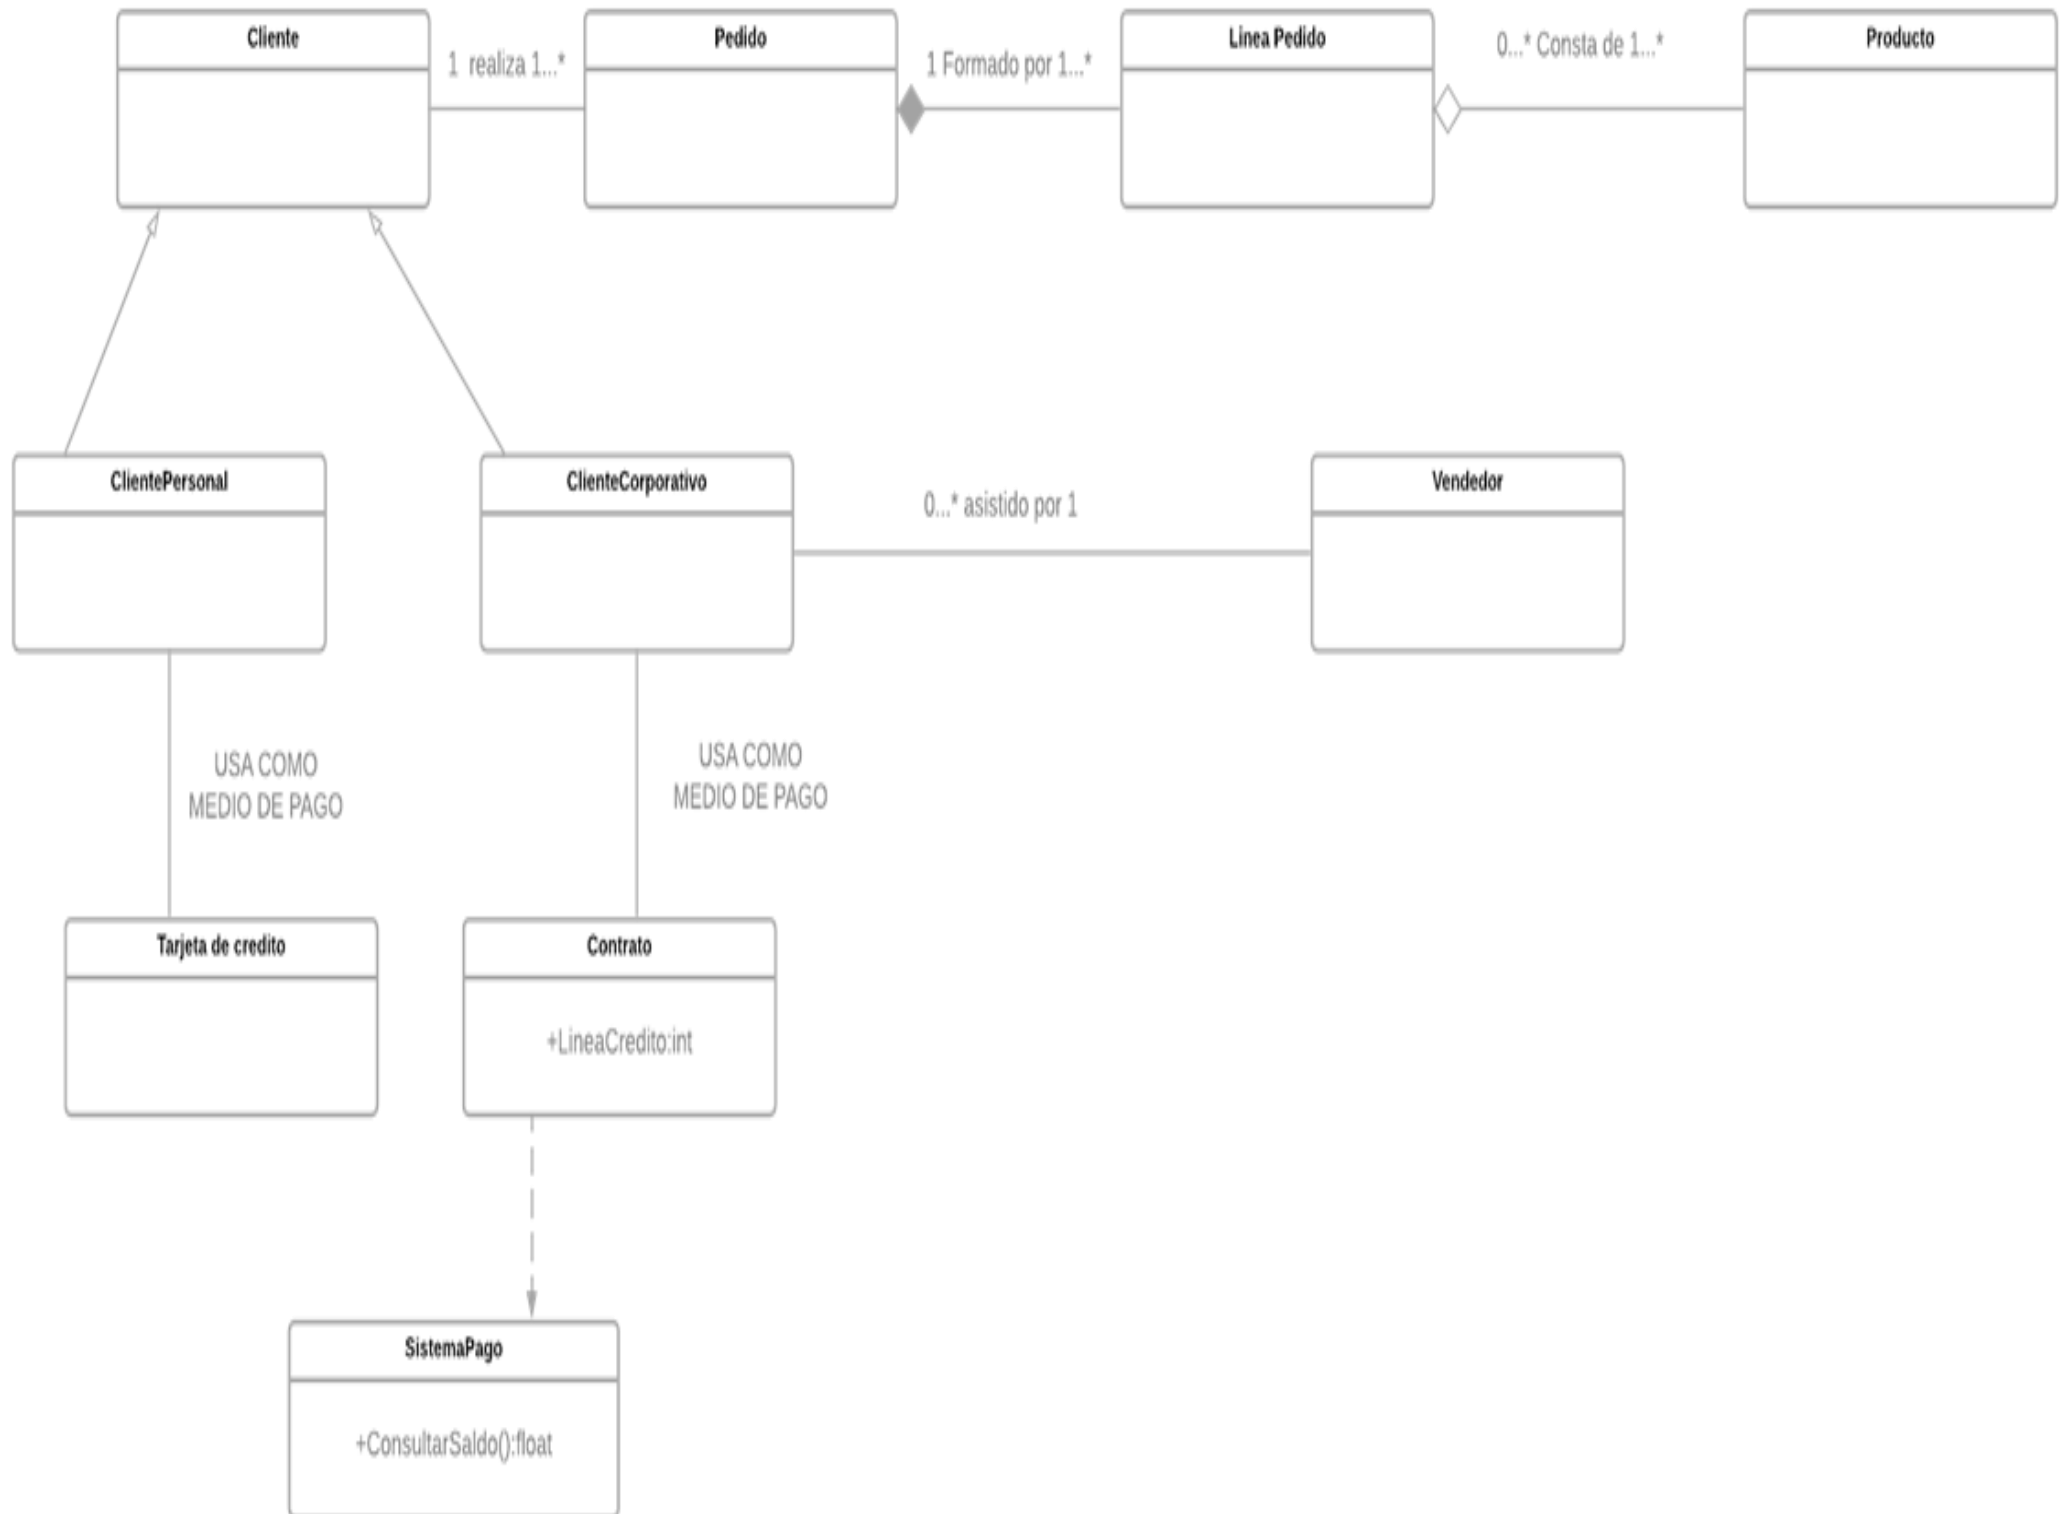 Cliente
1 realiza 1...*
Pedido
1 Formado por 1...*
Linea Pedido
0...* Consta de 1...*
Producto
ClientePersonal
ClienteCorporativo
0...* asistido por 1
Vendedor
USA COMO
MEDIO DE PAGO
USA COMO
MEDIO DE PAGO
Tarjeta de credito
Contrato
+LineaCredito:int
SistemaPago
+ConsultarSaldo():float